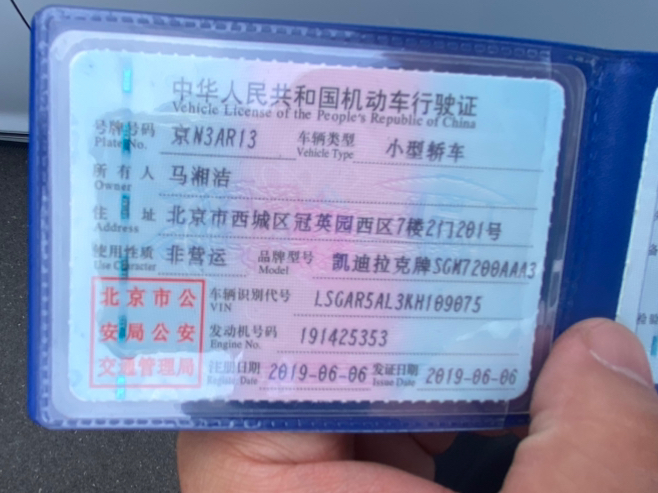 中华人民共和国机动车行驶证
Vehicle License of the People's Republic of China
号牌号码 京N3AR13 车辆类型 小型轿车
Plate No. Vehicle Type
所有人 马湘洁
Owner
住址 北京市西城区冠英园西区7楼2门201号
Address
使用性质 非营运 品牌型号 凯迪拉克牌SGM7200AAA3
Use Character Model
北京市公 车辆识别代号 LSGAR5AL3KH109075
VIN
安局公安 发动机号码 191425353
Engine No.
交通管理局 注册日期 2019-06-06 发证日期 2019-06-06
Register Date Issue Date